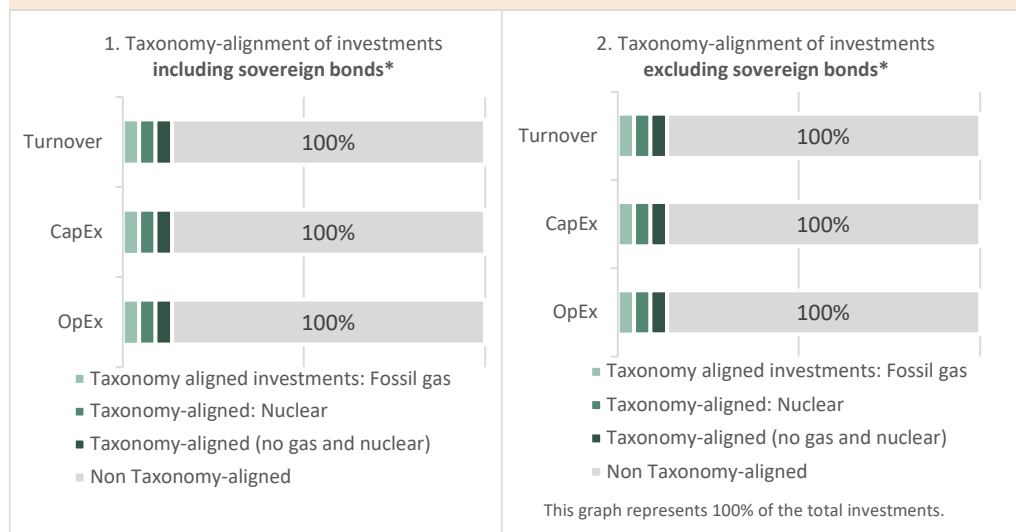 1. Taxonomy-alignment of investments
including sovereign bonds*
Turnover
100%
CapEx
100%
OpEx
100%
Taxonomy aligned investments: Fossil gas
Taxonomy-aligned: Nuclear
Taxonomy-aligned (no gas and nuclear)
Non Taxonomy-aligned
2. Taxonomy-alignment of investments
excluding sovereign bonds*
Turnover
100%
CapEx
100%
OpEx
100%
Taxonomy aligned investments: Fossil gas
Taxonomy-aligned: Nuclear
Taxonomy-aligned (no gas and nuclear)
Non Taxonomy-aligned
This graph represents 100% of the total investments.